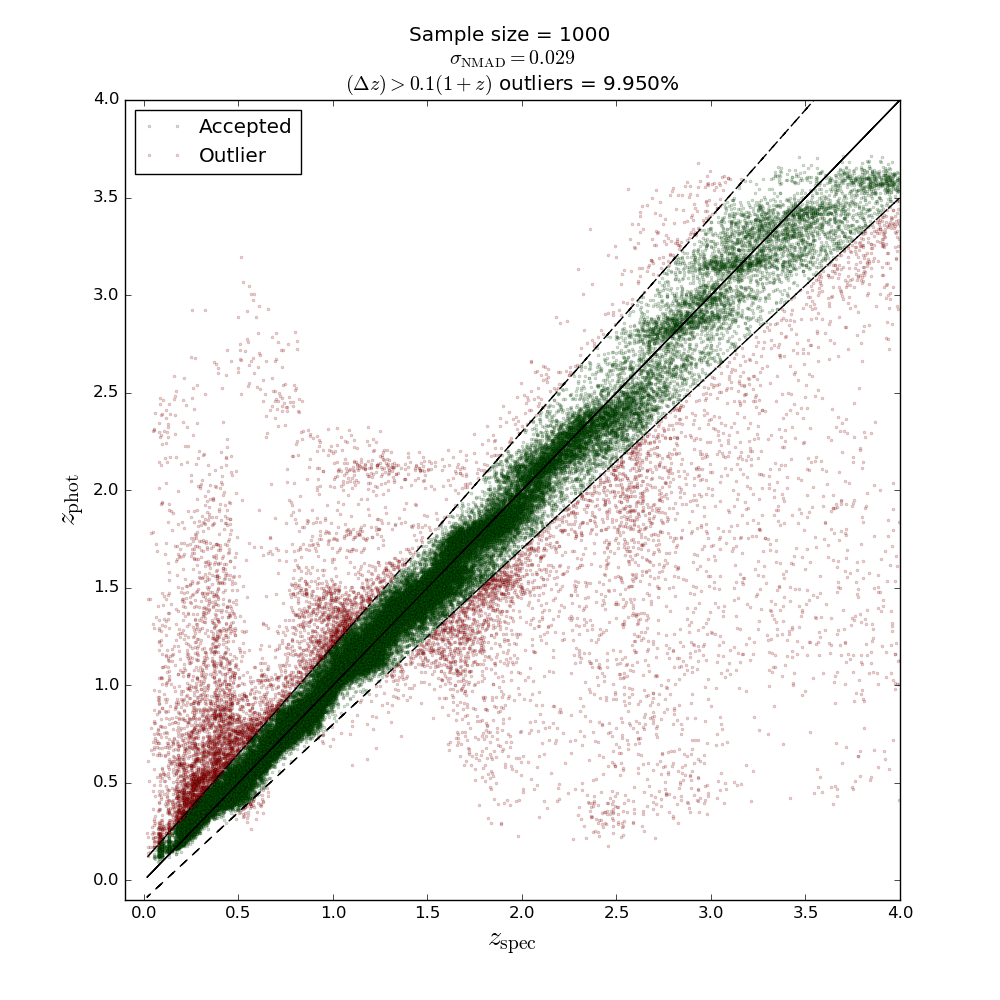 Sample size = 1000
σNMAD = 0.029
(Δz) > 0.1(1 + z) outliers = 9.950%
Accepted
Outlier
4.0
3.5
3.0
2.5
2.0
1.5
1.0
0.5
0.0
zphot
0.0 0.5 1.0 1.5 2.0 2.5 3.0 3.5 4.0
zspec